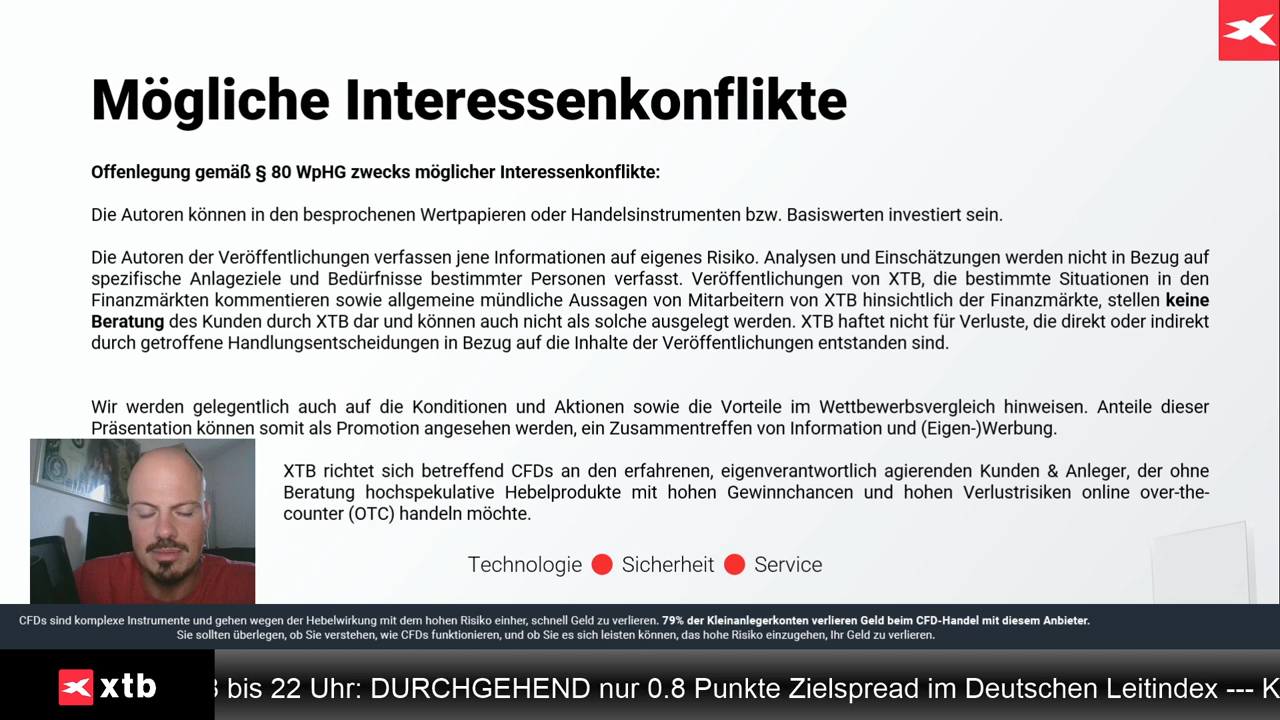 Mögliche Interessenkonflikte
Offenlegung gemäß § 80 WpHG zwecks möglicher Interessenkonflikte:
Die Autoren können in den besprochenen Wertpapieren oder Handelsinstrumenten bzw. Basiswerten investiert sein.
Die Autoren der Veröffentlichungen verfassen jene Informationen auf eigenes Risiko. Analysen und Einschätzungen werden nicht in Bezug auf
spezifische Anlageziele und Bedürfnisse bestimmter Personen verfasst. Veröffentlichungen von XTB, die bestimmte Situationen in den
Finanzmärkten kommentieren sowie allgemeine mündliche Aussagen von Mitarbeitern von XTB hinsichtlich der Finanzmärkte, stellen keine
Beratung des Kunden durch XTB dar und können auch nicht als solche ausgelegt werden. XTB haftet nicht für Verluste, die direkt oder indirekt
durch getroffene Handlungsentscheidungen in Bezug auf die Inhalte der Veröffentlichungen entstanden sind.
Wir werden gelegentlich auch auf die Konditionen und Aktionen sowie die Vorteile im Wettbewerbsvergleich hinweisen. Anteile dieser
Präsentation können somit als Promotion angesehen werden, ein Zusammentreffen von Information und (Eigen-)Werbung.
XTB richtet sich betreffend CFDs an den erfahrenen, eigenverantwortlich agierenden Kunden & Anleger, der ohne
Beratung hochspekulative Hebelprodukte mit hohen Gewinnchancen und hohen Verlustrisiken online over-the-
counter (OTC) handeln möchte.
Technologie Sicherheit Service
CFDs sind komplexe Instrumente und gehen wegen der Hebelwirkung mit dem hohen Risiko einher, schnell Geld zu verlieren. 79% der Kleinanlegerkonten verlieren Geld beim CFD-Handel mit diesem Anbieter.
Sie sollten überlegen, ob Sie verstehen, wie CFDs funktionieren, und ob Sie es sich leisten können, das hohe Risiko einzugehen, Ihr Geld zu verlieren.
xtb bis 22 Uhr: DURCHGEHEND nur 0.8 Punkte Zielspread im Deutschen Leitindex --- K